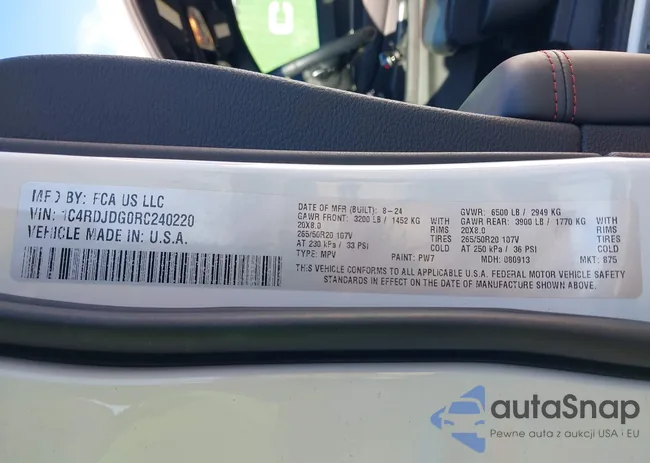 MFD BY: FCA US LLC
VIN: 1C4RDJDG0RC240220
VEHICLE MADE IN: U.S.A.
DATE OF MFR (BUILT): 8-24 GVWR: 6500 LB / 2949 KG
GAWR FRONT: 3200 LB / 1452 KG WITH GAWR REAR: 3900 LB / 1770 KG WITH
20X8.0 RIMS 20X8.0 RIMS
265/50R20 107V TIRES 265/50R20 107V TIRES
AT 230 kPa / 33 PSI COLD AT 250 kPa / 36 PSI COLD
TYPE: MPV PAINT: PW7 MDH: 080913 MKT: 875
THIS VEHICLE CONFORMS TO ALL APPLICABLE U.S.A. FEDERAL MOTOR VEHICLE SAFETY
STANDARDS IN EFFECT ON THE DATE OF MANUFACTURE SHOWN ABOVE.
autaSnap
Pewne auta z aukcji USA i EU